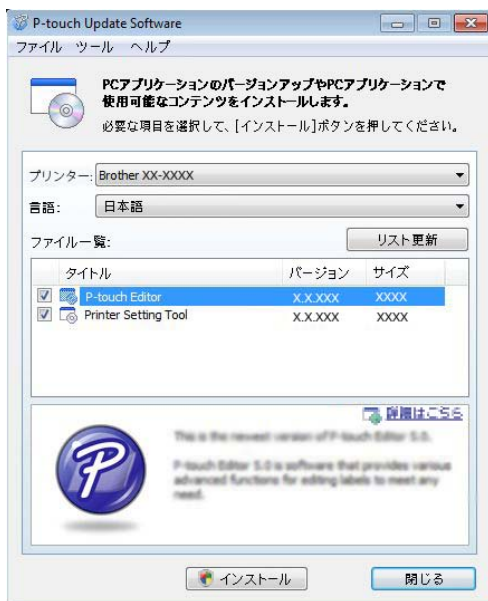 P-touch Update Software
ファイル ツール ヘルプ
PCアプリケーションのバージョンアップやPCアプリケーションで
使用可能なコンテンツをインストールします。
必要な項目を選択して、[インストール]ボタンを押してください。
プリンター: Brother XX-XXXX
言語: 日本語
ファイル一覧: リスト更新
タイトル バージョン サイズ
P-touch Editor X.X.XXX XXXX
Printer Setting Tool X.X.XXX XXXX
詳細はこちら
This is the newest version of P-touch Editor 5.0.
P-touch Editor 5.0 is software that provides various
advanced functions for editing labels to meet any
need.
インストール 閉じる